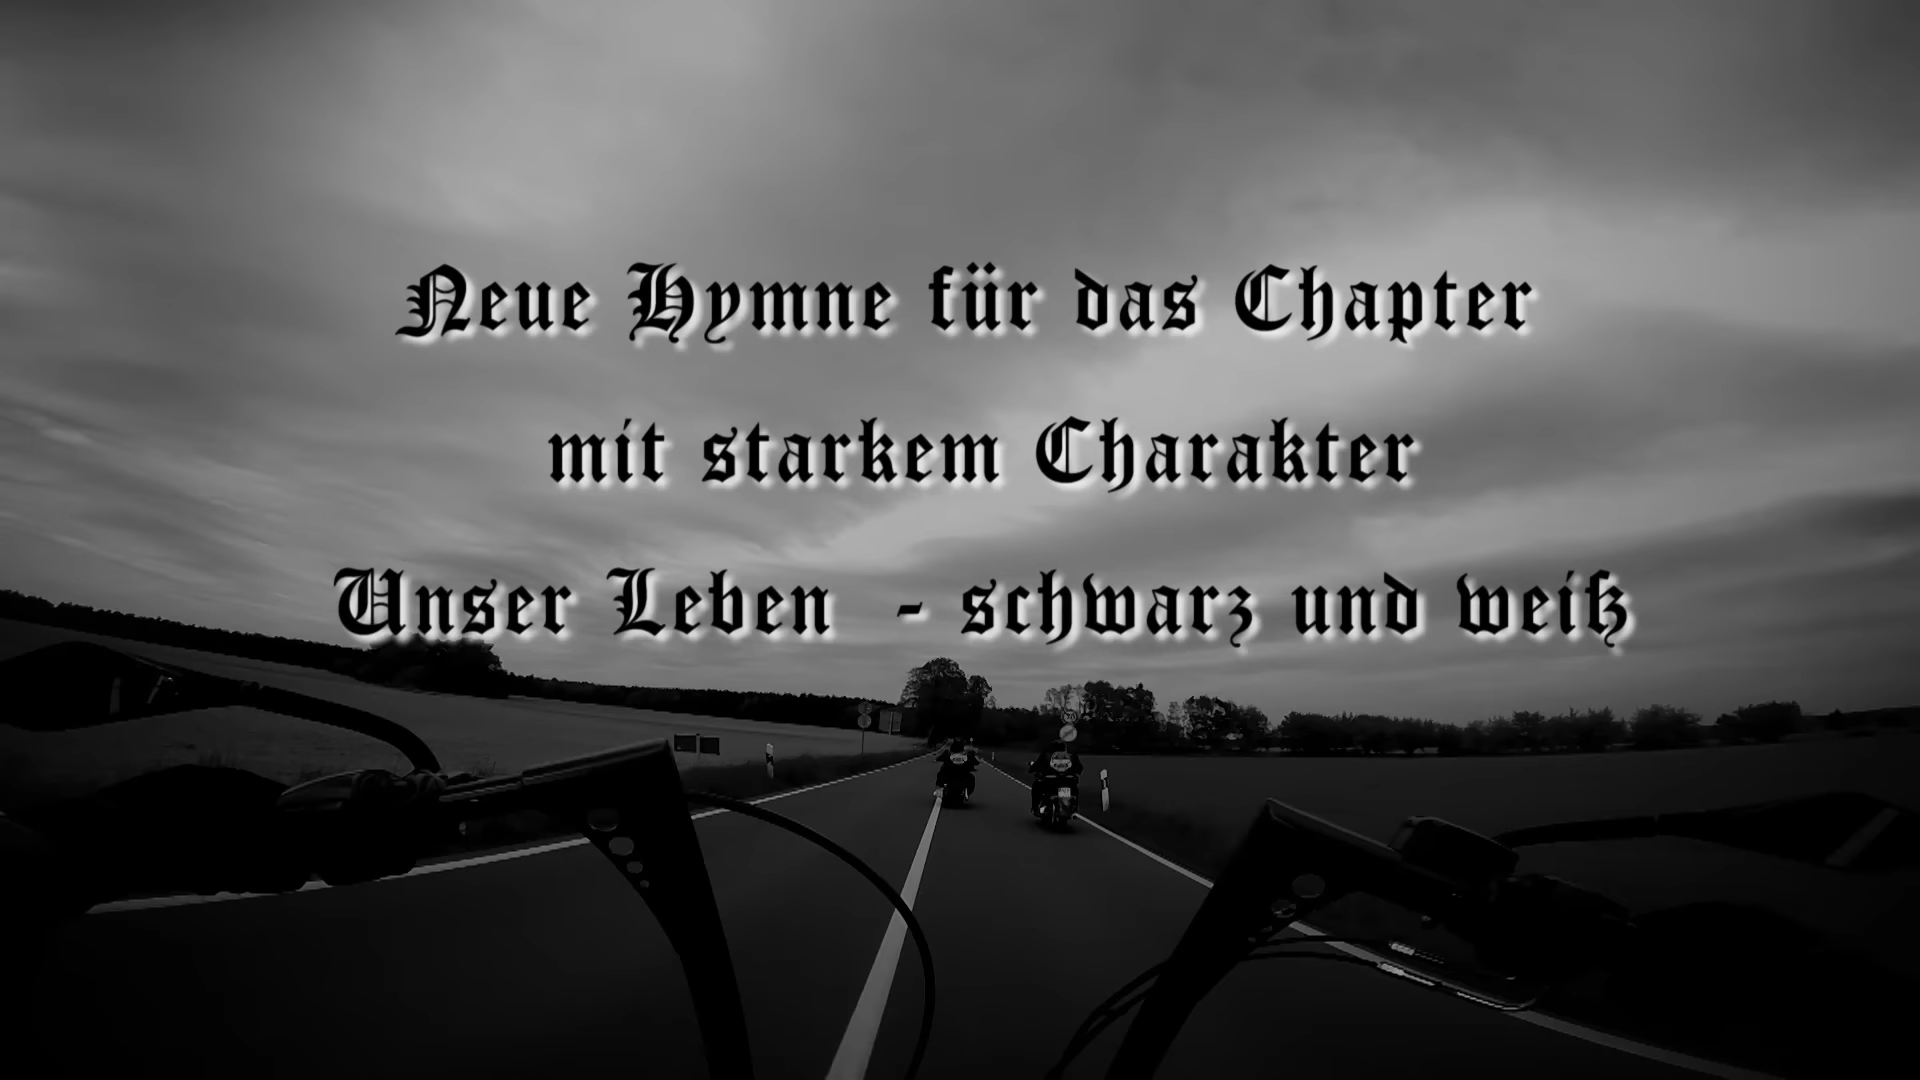 Neue Hymne für das Chapter
mit starkem Charakter
Unser Leben - schwarz und weiß